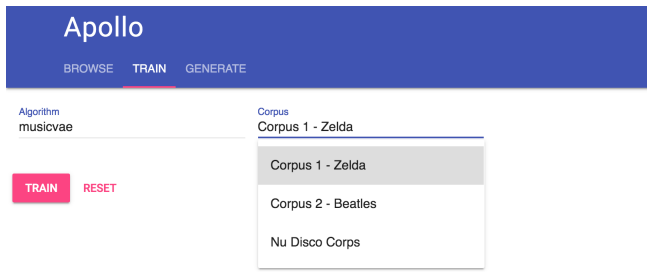 Apollo
BROWSE TRAIN GENERATE
Algorithm Corpus
musicvae Corpus 1 - Zelda
Corpus 1 - Zelda
TRAIN RESET
Corpus 2 - Beatles
Nu Disco Corps